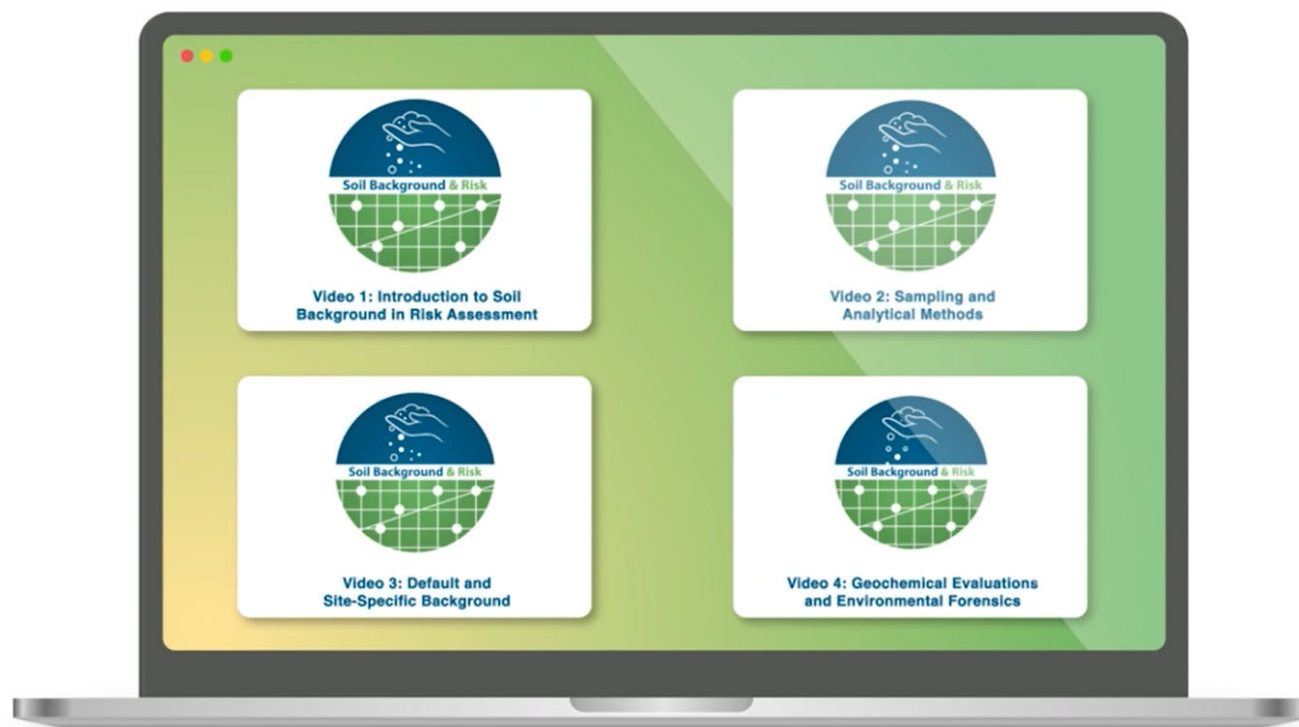 Soil Background & Risk
Video 1: Introduction to Soil
Background in Risk Assessment
Soil Background & Risk
Video 2: Sampling and
Analytical Methods
Soil Background & Risk
Video 3: Default and
Site-Specific Background
Soil Background & Risk
Video 4: Geochemical Evaluations
and Environmental Forensics